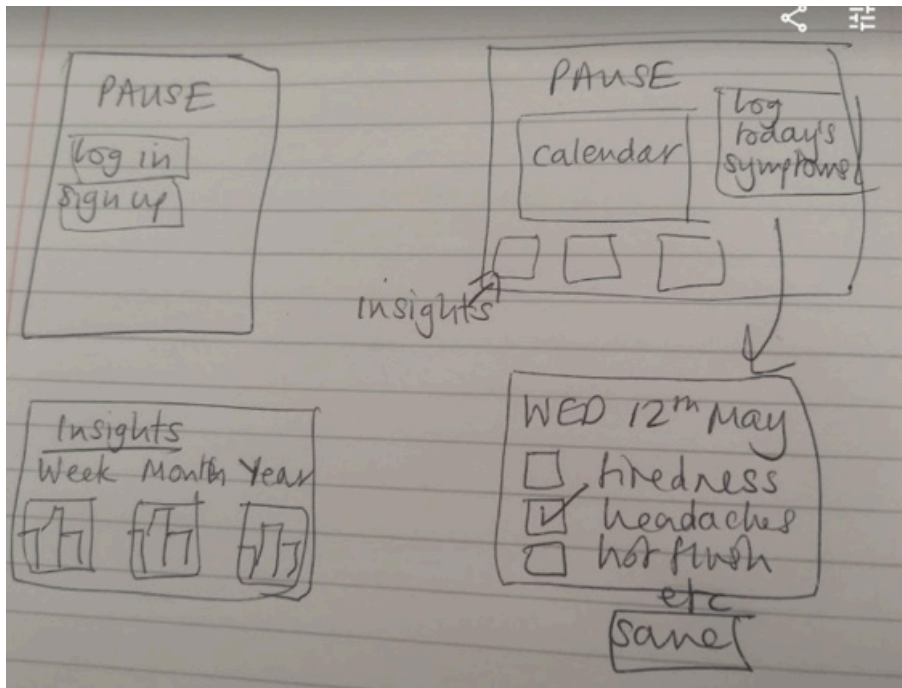 PAUSE
log in
sign up
PAUSE
calendar
log
today's
symptoms
Insights
Insights
Week Month Year
WED 12th May
tiredness
headaches
hot flush
etc
save